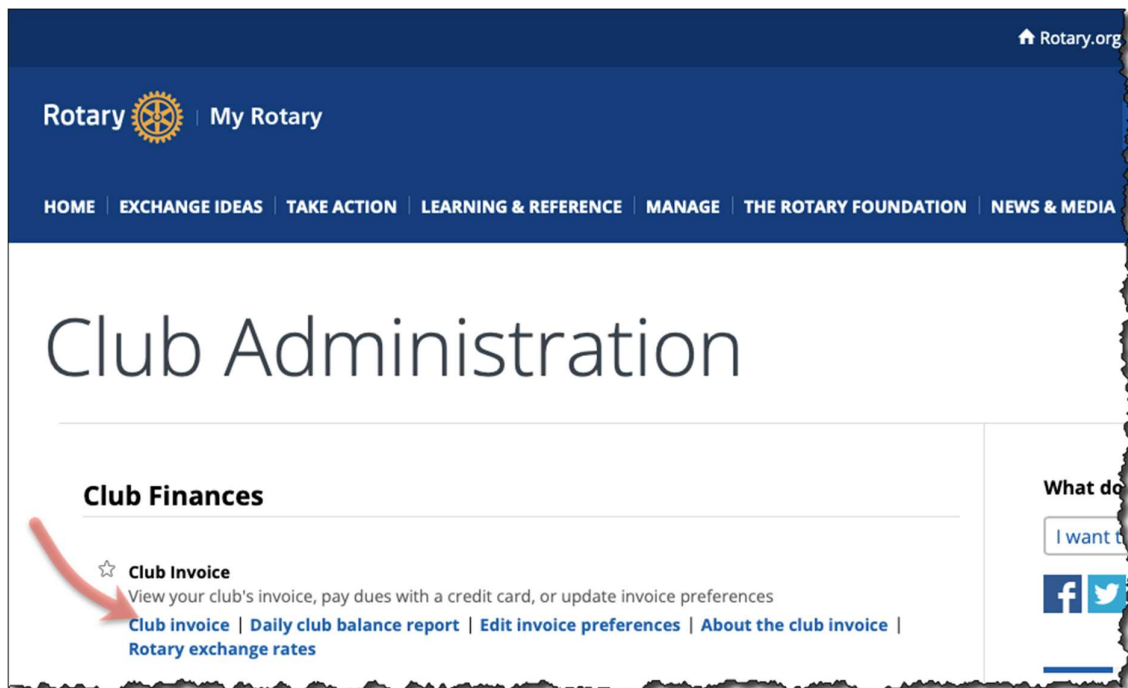 Rotary.org
Rotary | My Rotary
HOME | EXCHANGE IDEAS | TAKE ACTION | LEARNING & REFERENCE | MANAGE | THE ROTARY FOUNDATION | NEWS & MEDIA
Club Administration
Club Finances
What do
I want t
Club Invoice
View your club's invoice, pay dues with a credit card, or update invoice preferences
Club invoice | Daily club balance report | Edit invoice preferences | About the club invoice |
Rotary exchange rates